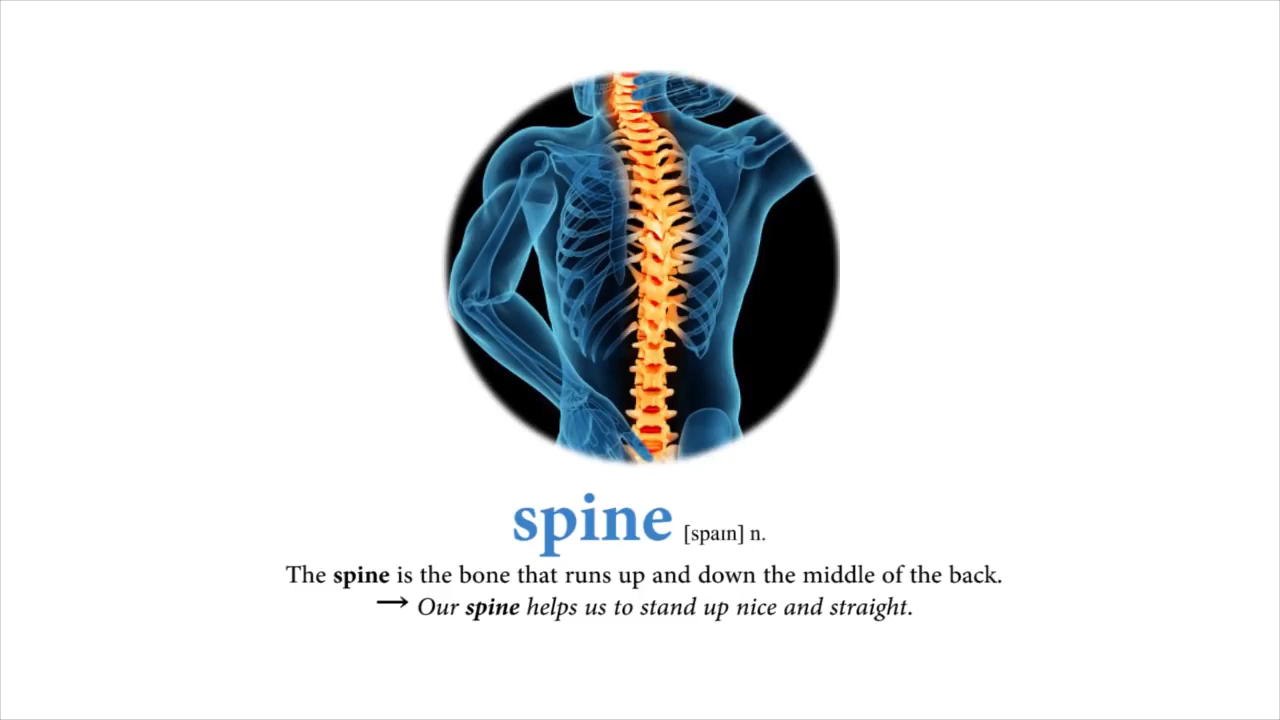 spine [spaɪn] n.
The spine is the bone that runs up and down the middle of the back.
→ Our spine helps us to stand up nice and straight.